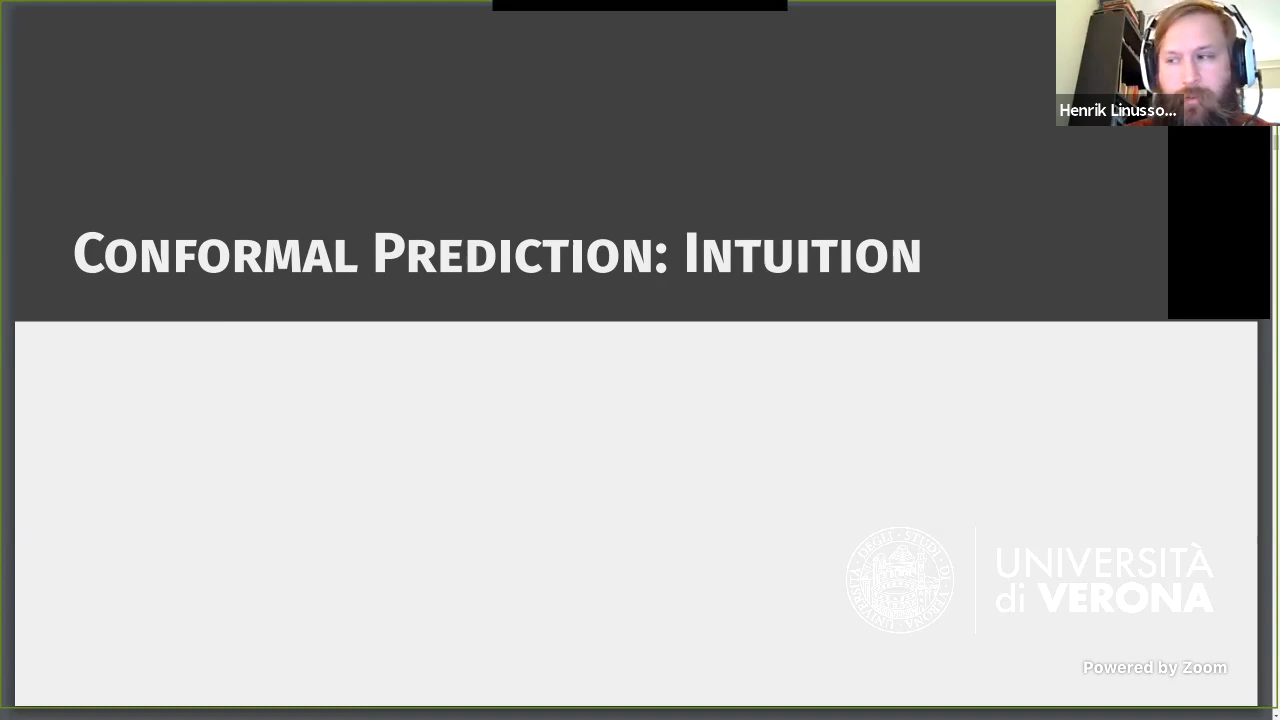 Henrik Linusso...
Conformal Prediction: Intuition
UNIVERSITÀ
di VERONA
Powered by Zoom